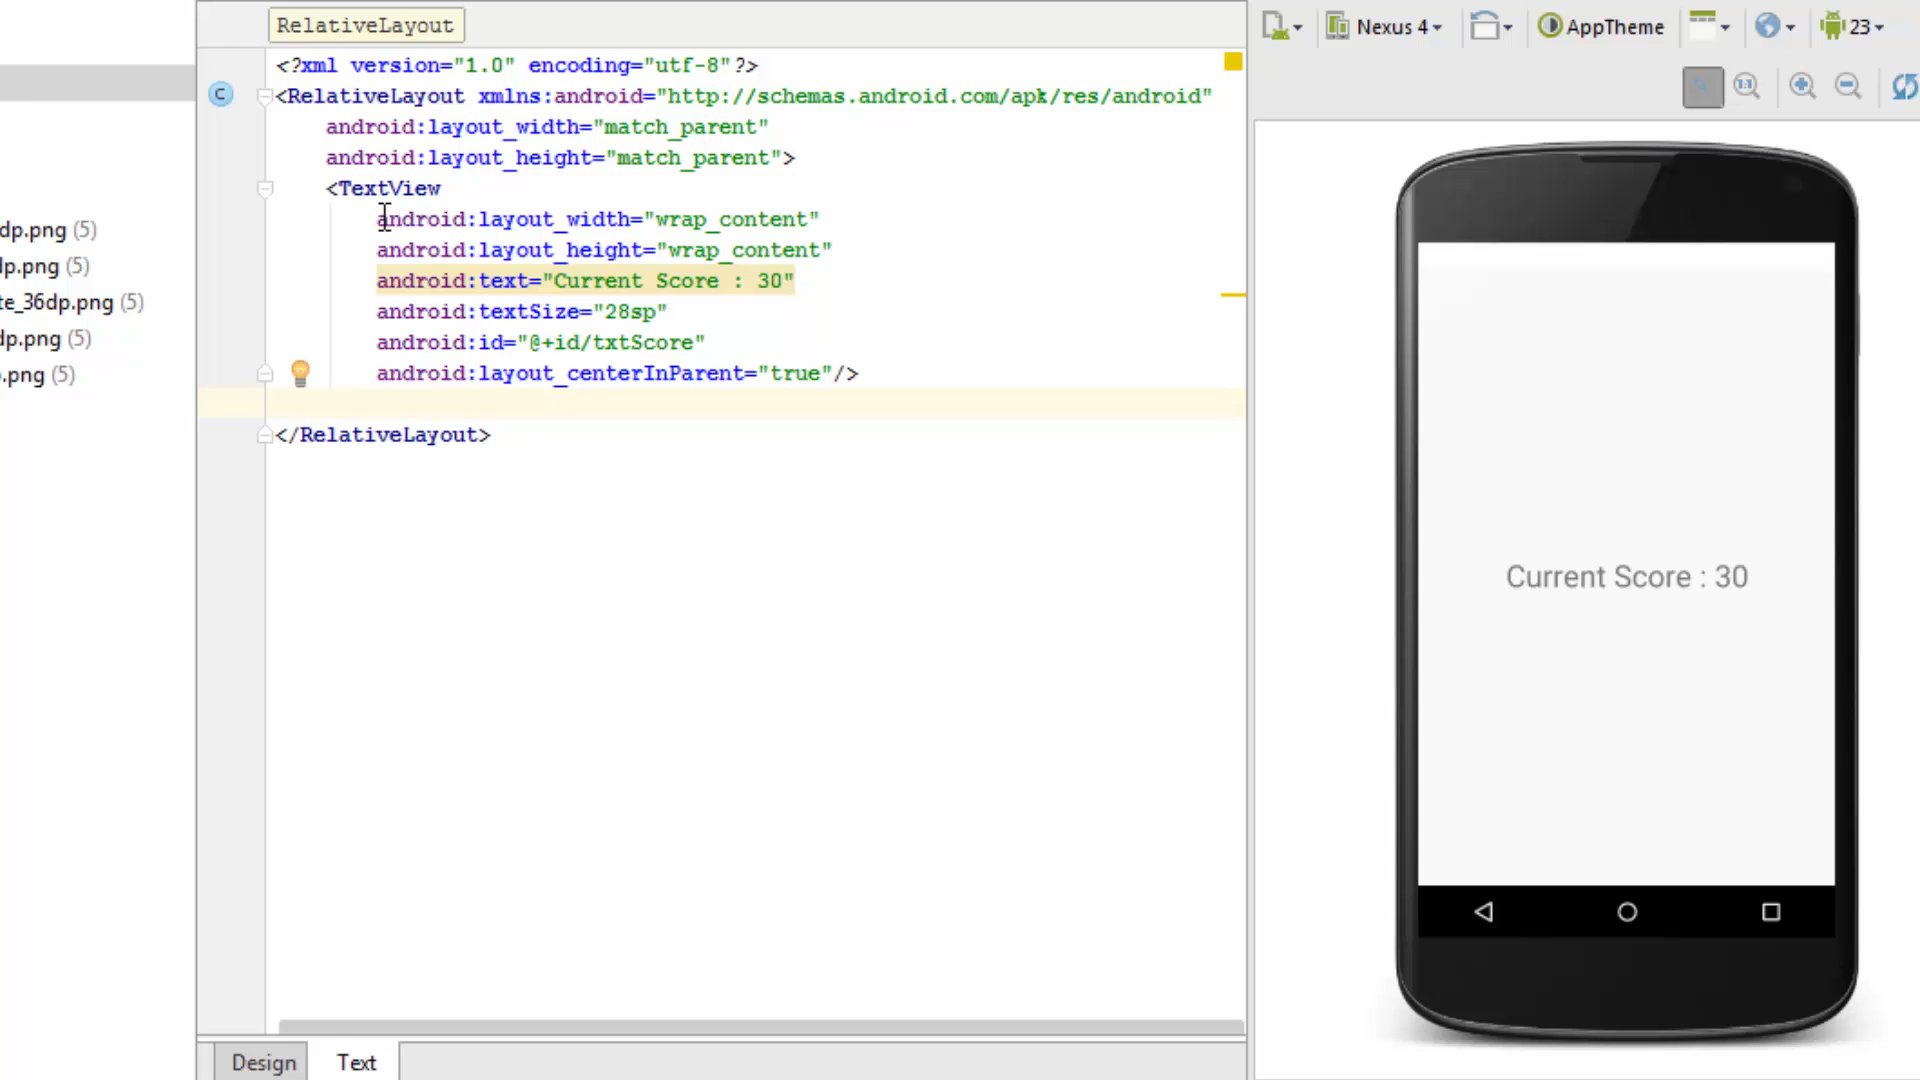 RelativeLayout
Nexus 4
AppTheme
23
<?xml version="1.0" encoding="utf-8"?>
C
<RelativeLayout xmlns:android="http://schemas.android.com/apk/res/android"
android:layout_width="match_parent"
android:layout_height="match_parent">
<TextView
android:layout_width="wrap_content"
android:layout_height="wrap_content"
android:text="Current Score : 30"
android:textSize="28sp"
android:id="@+id/txtScore"
android:layout_centerInParent="true"/>
</RelativeLayout>
dp.png (5)
lp.png (5)
te_36dp.png (5)
dp.png (5)
.png (5)
1:1
Current Score : 30
Design
Text